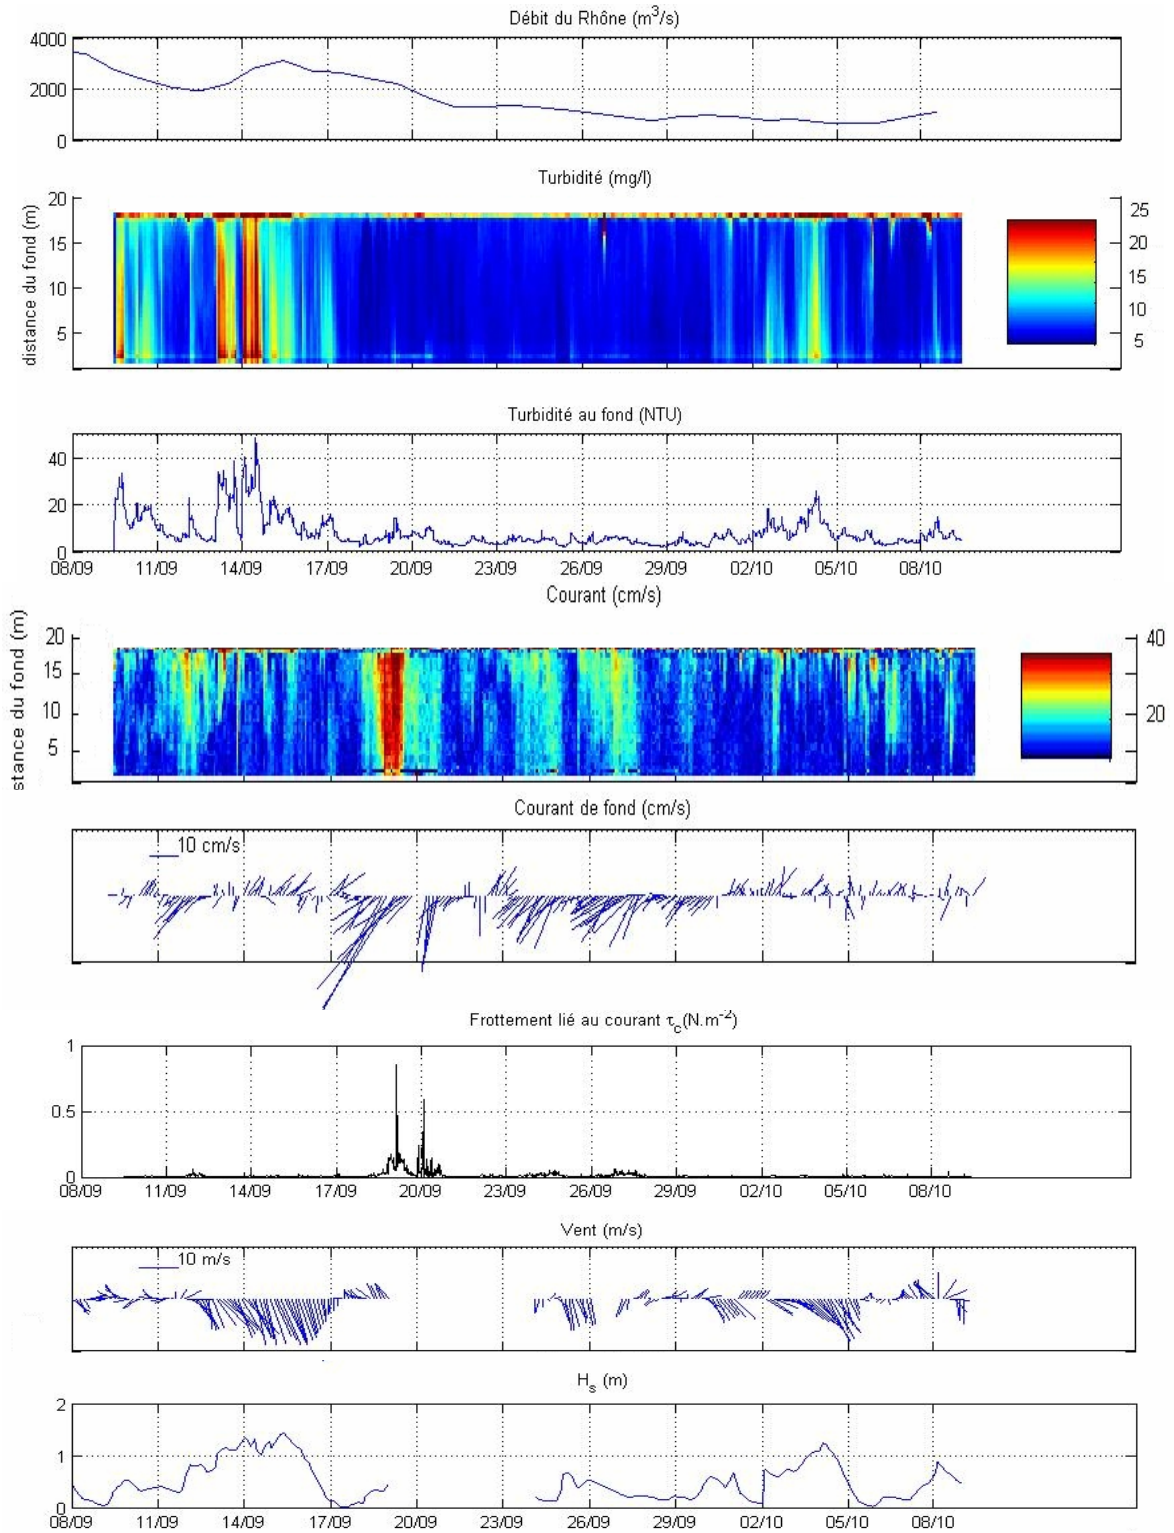 Débit du Rhône (m³/s)
4000
2000
0
Turbidité (mg/l)
distance du fond (m)
20
15
10
5
25
20
15
10
5
Turbidité au fond (NTU)
40
20
0
08/09 11/09 14/09 17/09 20/09 23/09 26/09 29/09 02/10 05/10 08/10
Courant (cm/s)
stance du fond (m)
20
15
10
5
40
20
Courant de fond (cm/s)
10 cm/s
Frottement lié au courant τc(N.m-2)
1
0.5
0
08/09 11/09 14/09 17/09 20/09 23/09 26/09 29/09 02/10 05/10 08/10
Vent (m/s)
10 m/s
Hs (m)
2
1
0
08/09 11/09 14/09 17/09 20/09 23/09 26/09 29/09 02/10 05/10 08/10